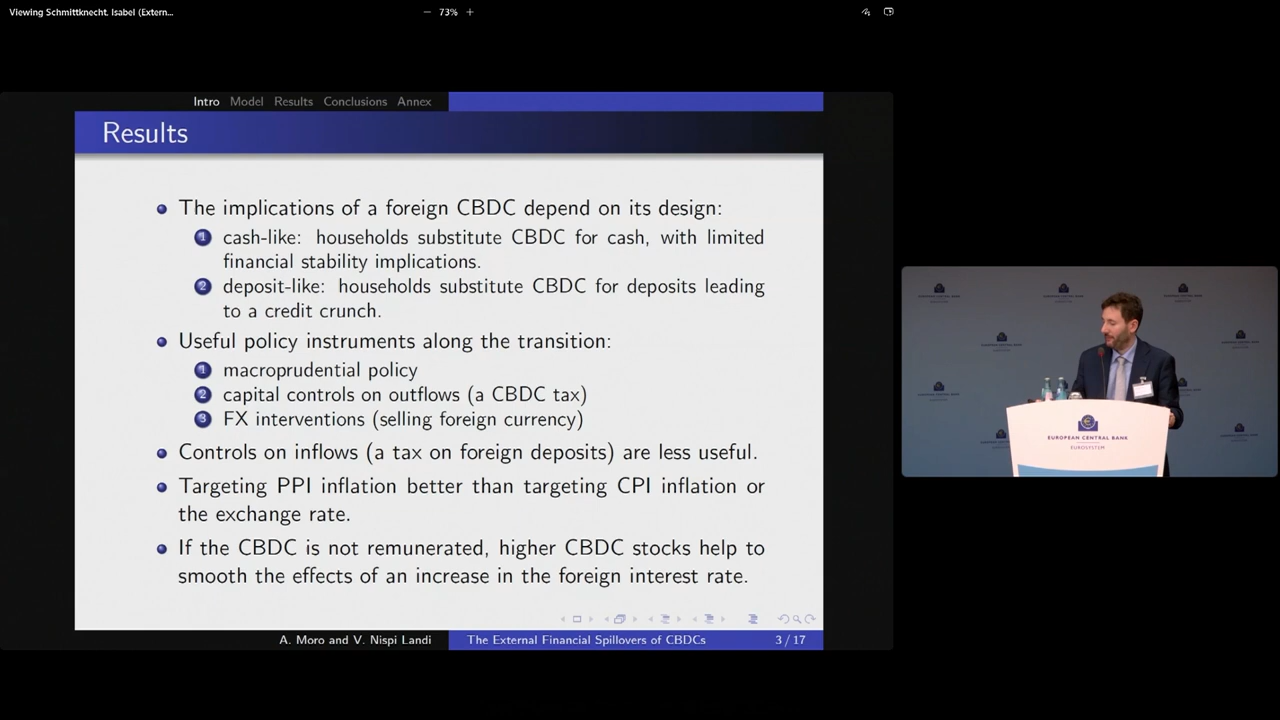 Viewing Schmittknecht, Isabel (Extern...
73%
Intro Model Results Conclusions Annex
Results
The implications of a foreign CBDC depend on its design:
1 cash-like: households substitute CBDC for cash, with limited
financial stability implications.
2 deposit-like: households substitute CBDC for deposits leading
to a credit crunch.
Useful policy instruments along the transition:
1 macroprudential policy
2 capital controls on outflows (a CBDC tax)
3 FX interventions (selling foreign currency)
Controls on inflows (a tax on foreign deposits) are less useful.
Targeting PPI inflation better than targeting CPI inflation or
the exchange rate.
If the CBDC is not remunerated, higher CBDC stocks help to
smooth the effects of an increase in the foreign interest rate.
A. Moro and V. Nispi Landi
The External Financial Spillovers of CBDCs
3 / 17
EUROPEAN CENTRAL BANK
EUROSYSTEM